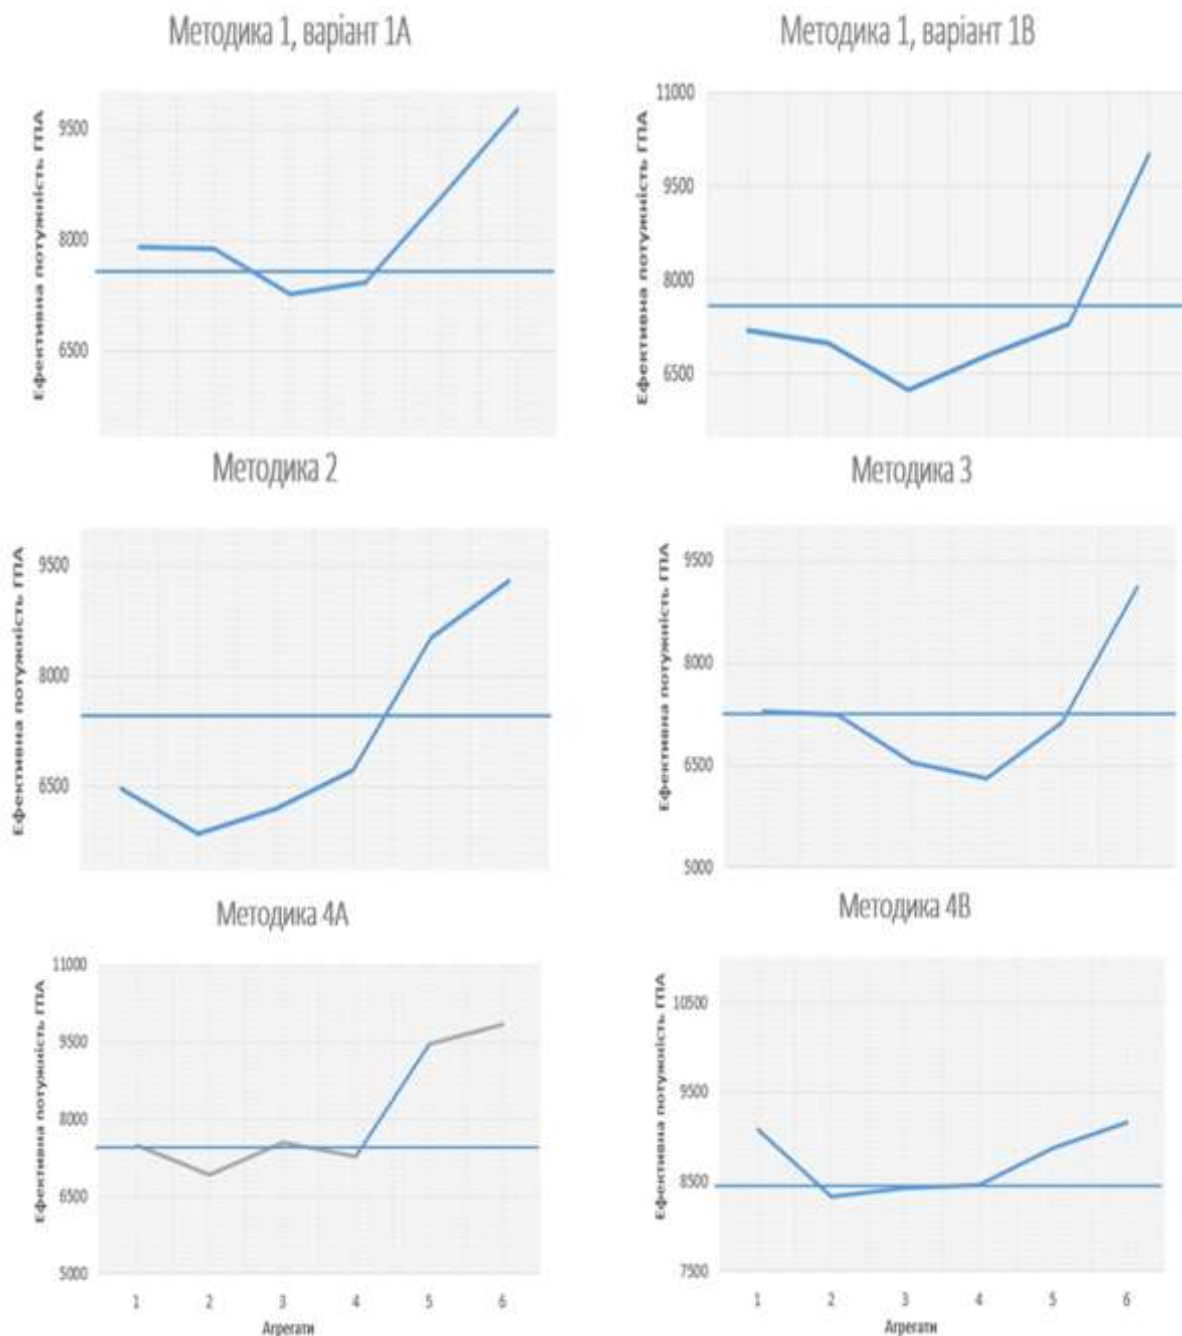 Методика 1, варіант 1А
Ефективна потужність ГПА
9500
8000
6500
Методика 1, варіант 1В
Ефективна потужність ГПА
11000
9500
8000
6500
Методика 2
Ефективна потужність ГПА
9500
8000
6500
Методика 3
Ефективна потужність ГПА
9500
8000
6500
5000
Методика 4А
Ефективна потужність ГПА
11000
9500
8000
6500
5000
1 2 3 4 5 6
Агрегати
Методика 4В
Ефективна потужність ГПА
10500
9500
8500
7500
1 2 3 4 5 6
Агрегати